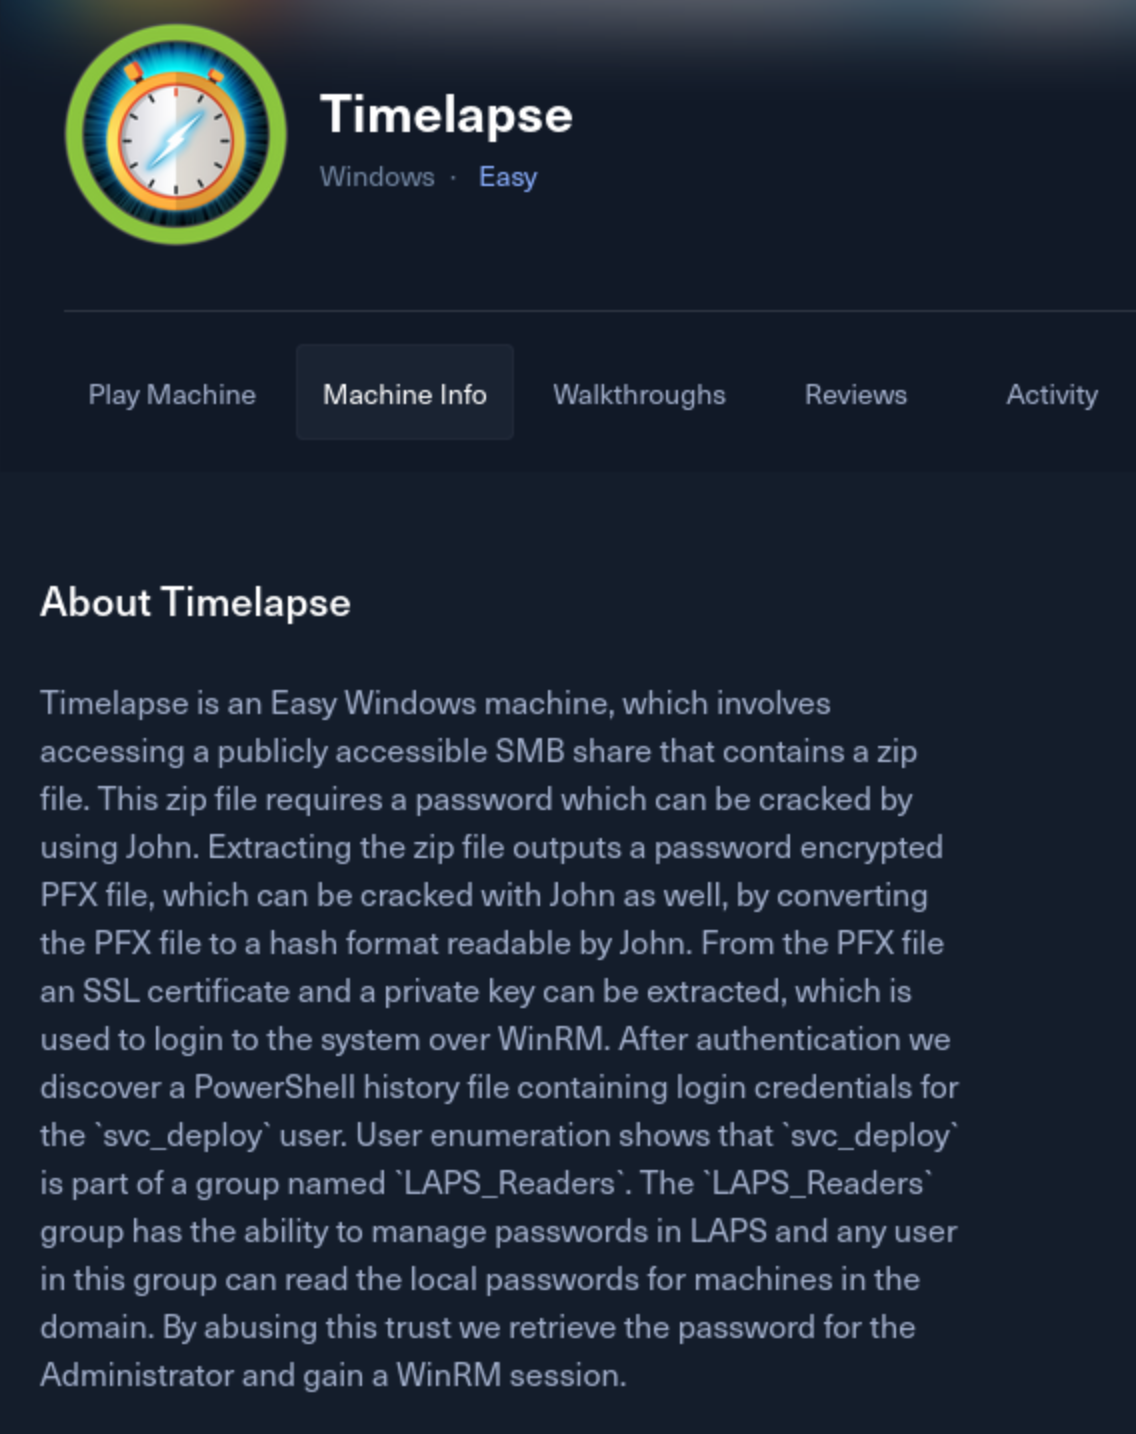 Timelapse
Windows · Easy
Play Machine Machine Info Walkthroughs Reviews Activity
About Timelapse
Timelapse is an Easy Windows machine, which involves
accessing a publicly accessible SMB share that contains a zip
file. This zip file requires a password which can be cracked by
using John. Extracting the zip file outputs a password encrypted
PFX file, which can be cracked with John as well, by converting
the PFX file to a hash format readable by John. From the PFX file
an SSL certificate and a private key can be extracted, which is
used to login to the system over WinRM. After authentication we
discover a PowerShell history file containing login credentials for
the `svc_deploy` user. User enumeration shows that `svc_deploy`
is part of a group named `LAPS_Readers`. The `LAPS_Readers`
group has the ability to manage passwords in LAPS and any user
in this group can read the local passwords for machines in the
domain. By abusing this trust we retrieve the password for the
Administrator and gain a WinRM session.